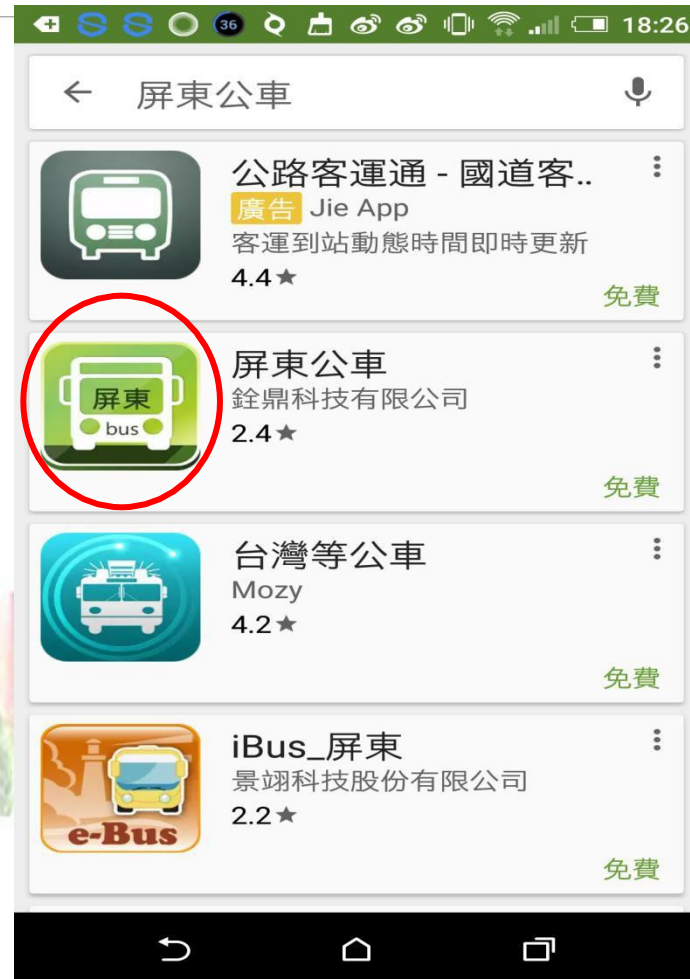 36 18:26
屏東公車
公路客運通 - 國道客..
廣告 Jie App
客運到站動態時間即時更新
4.4★
免費
屏東
bus
屏東公車
銓鼎科技有限公司
2.4★
免費
台灣等公車
Mozy
4.2★
免費
e-Bus
iBus_屏東
景翊科技股份有限公司
2.2★
免費